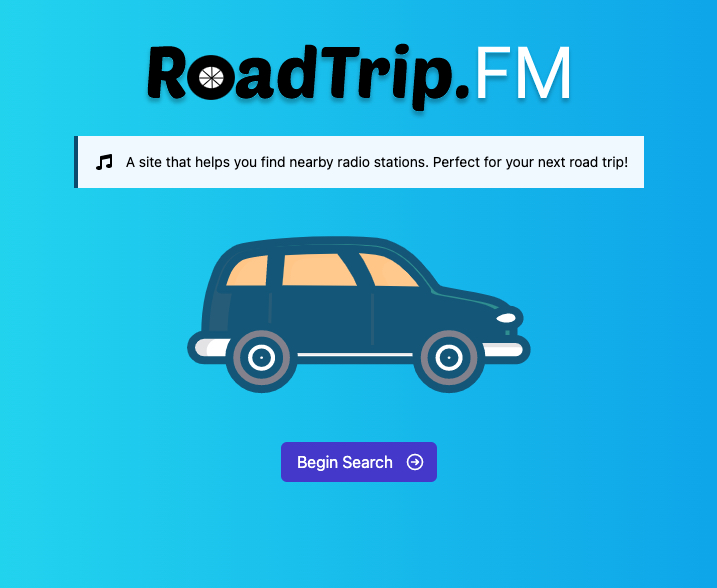 RoadTrip.FM
A site that helps you find nearby radio stations. Perfect for your next road trip!
Begin Search